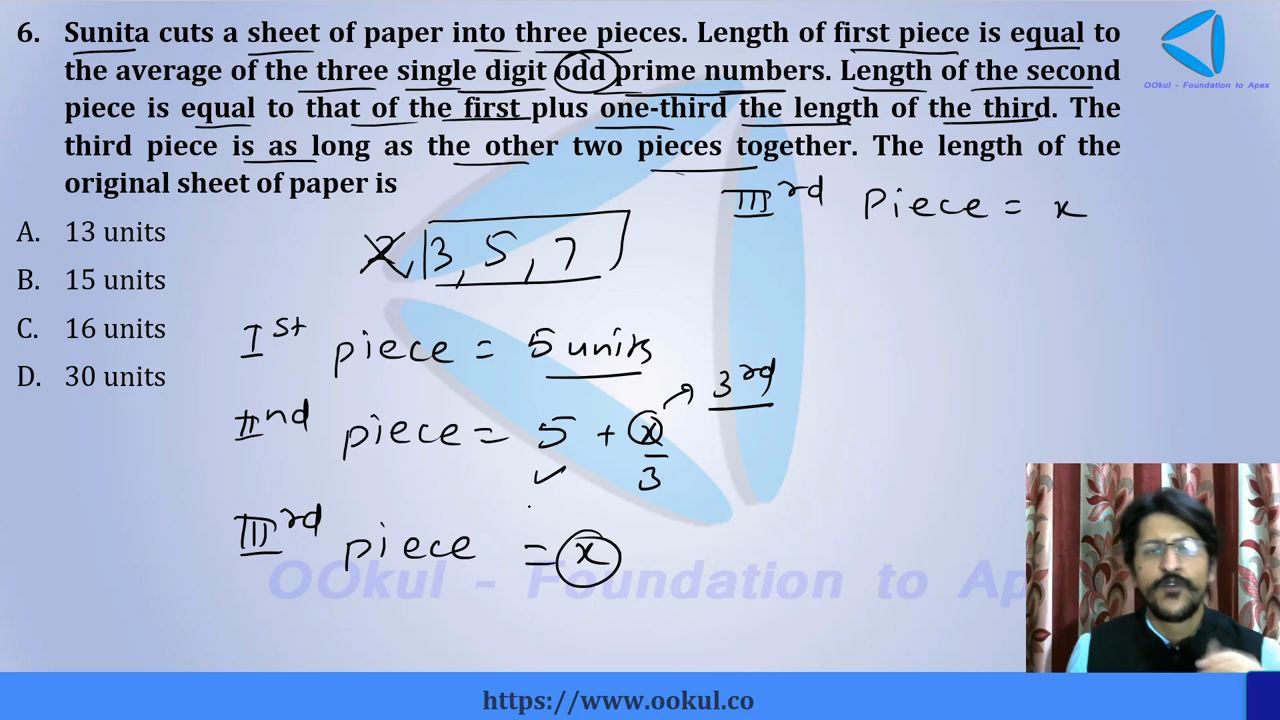 6. Sunita cuts a sheet of paper into three pieces. Length of first piece is equal to
the average of the three single digit odd prime numbers. Length of the second
piece is equal to that of the first plus one-third the length of the third. The
third piece is as long as the other two pieces together. The length of the
original sheet of paper is
OOkul - Foundation to Apex
IIIrd Piece = x
A. 13 units
B. 15 units
C. 16 units
D. 30 units
2, 3, 5, 7
Ist piece = 5 units
IInd piece = 5 + x/3 → 3rd
IIIrd piece = x
OOkul - Foundation to Ap
https://www.ookul.co